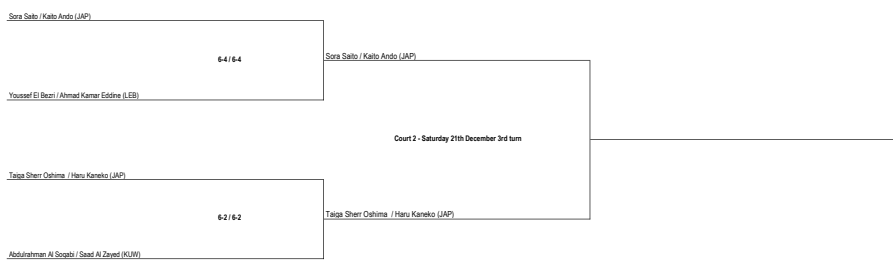 Sora Saito / Kaito Ando (JAP)
6-4 / 6-4
Sora Saito / Kaito Ando (JAP)
Youssef El Bezri / Ahmad Kamar Eddine (LEB)
Court 2 - Saturday 21th December 3rd turn
Taiga Sherr Oshima / Haru Kaneko (JAP)
6-2 / 6-2
Taiga Sherr Oshima / Haru Kaneko (JAP)
Abdulrahman Al Soqabi / Saad Al Zayed (KUW)